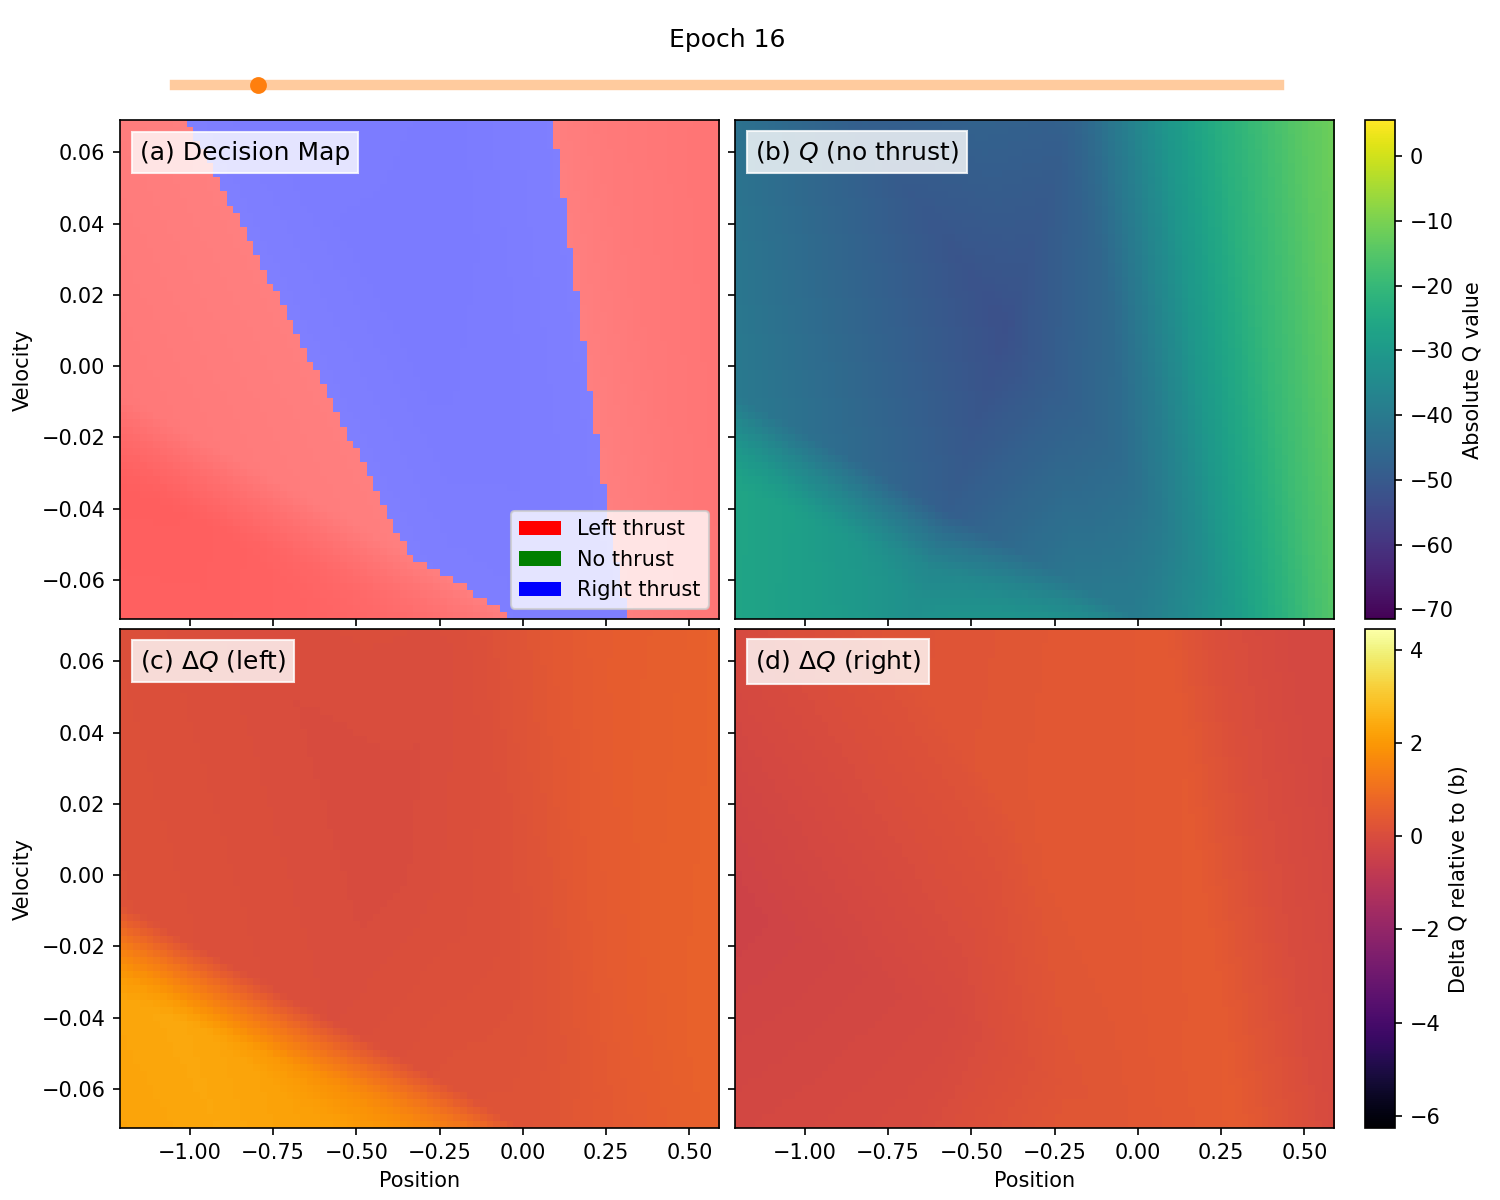 Epoch 16
(a) Decision Map
(b) Q (no thrust)
0.06
0.04
0.02
0.00
−0.02
−0.04
−0.06
Velocity
Left thrust
No thrust
Right thrust
0
−10
−20
−30
−40
−50
−60
−70
Absolute Q value
(c) ΔQ (left)
(d) ΔQ (right)
0.06
0.04
0.02
0.00
−0.02
−0.04
−0.06
Velocity
4
2
0
−2
−4
−6
Delta Q relative to (b)
−1.00 −0.75 −0.50 −0.25 0.00 0.25 0.50
Position
−1.00 −0.75 −0.50 −0.25 0.00 0.25 0.50
Position